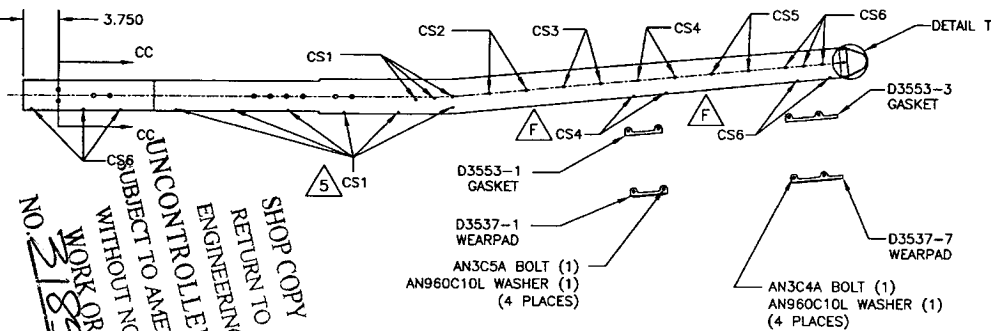 3.750
CC
CS1
CS2
CS3
CS4
CS5
CS6
DETAIL T
CC
CS6
5
CS1
F
CS4
F
CS6
D3553-3
GASKET
D3553-1
GASKET
D3537-1
WEARPAD
D3537-7
WEARPAD
AN3C5A BOLT (1)
AN960C10L WASHER (1)
(4 PLACES)
AN3C4A BOLT (1)
AN960C10L WASHER (1)
(4 PLACES)
SHOP COPY
RETURN TO
ENGINEERING
UNCONTROLLE
SUBJECT TO AME
WITHOUT NO
WORK OR
NO. 318